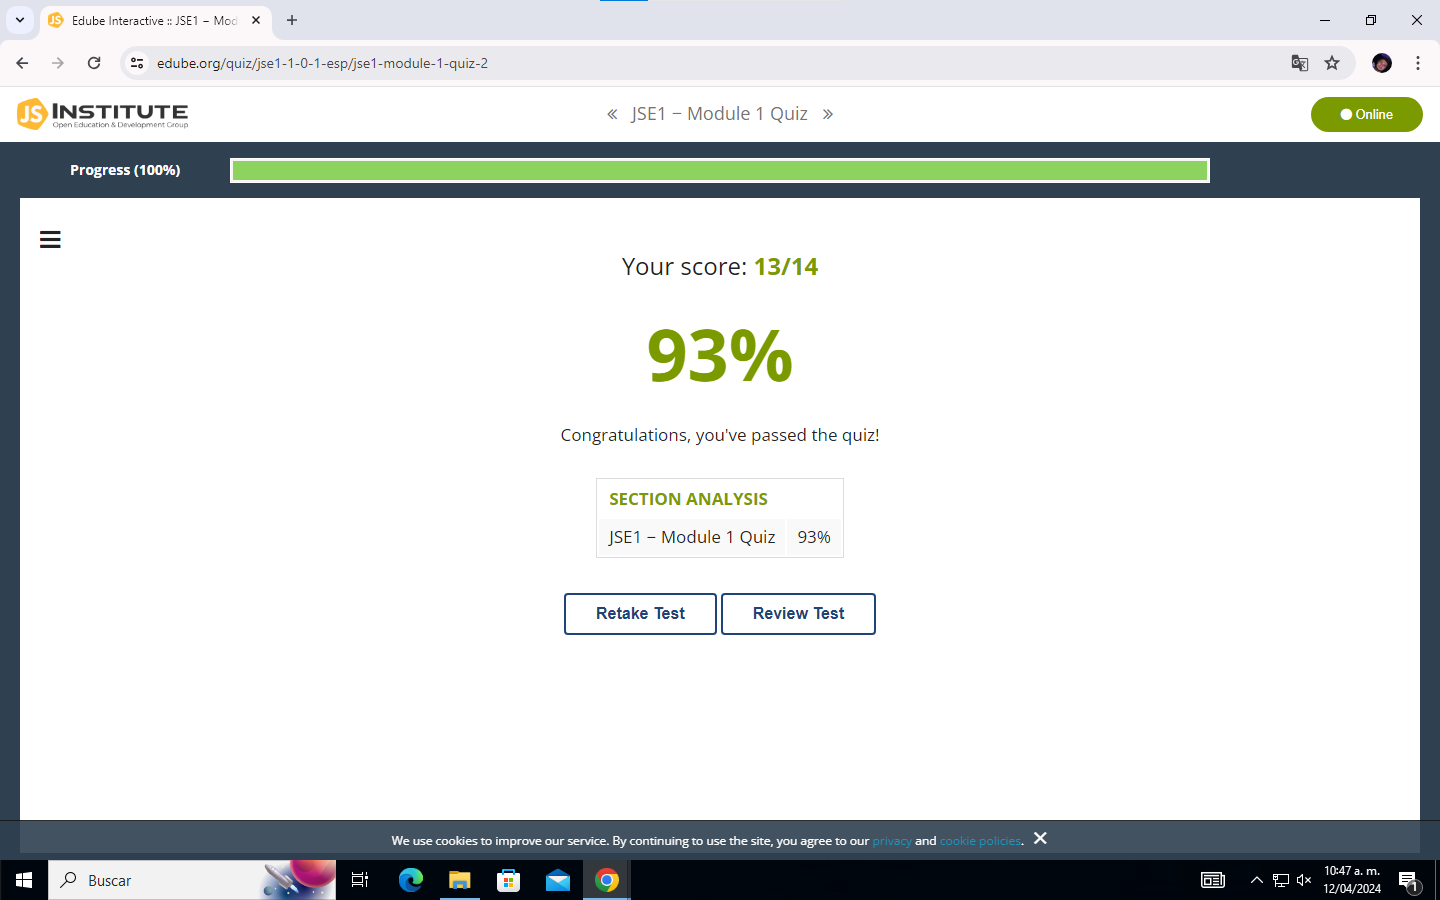 Edube Interactive :: JSE1 – Mod
edube.org/quiz/jse1-1-0-1-esp/jse1-module-1-quiz-2
JS INSTITUTE
Open Education & Development Group
« JSE1 − Module 1 Quiz »
Online
Progress (100%)
Your score: 13/14
93%
Congratulations, you've passed the quiz!
SECTION ANALYSIS
JSE1 − Module 1 Quiz 93%
Retake Test Review Test
We use cookies to improve our service. By continuing to use the site, you agree to our privacy and cookie policies.
Buscar
10:47 a. m.
12/04/2024
1